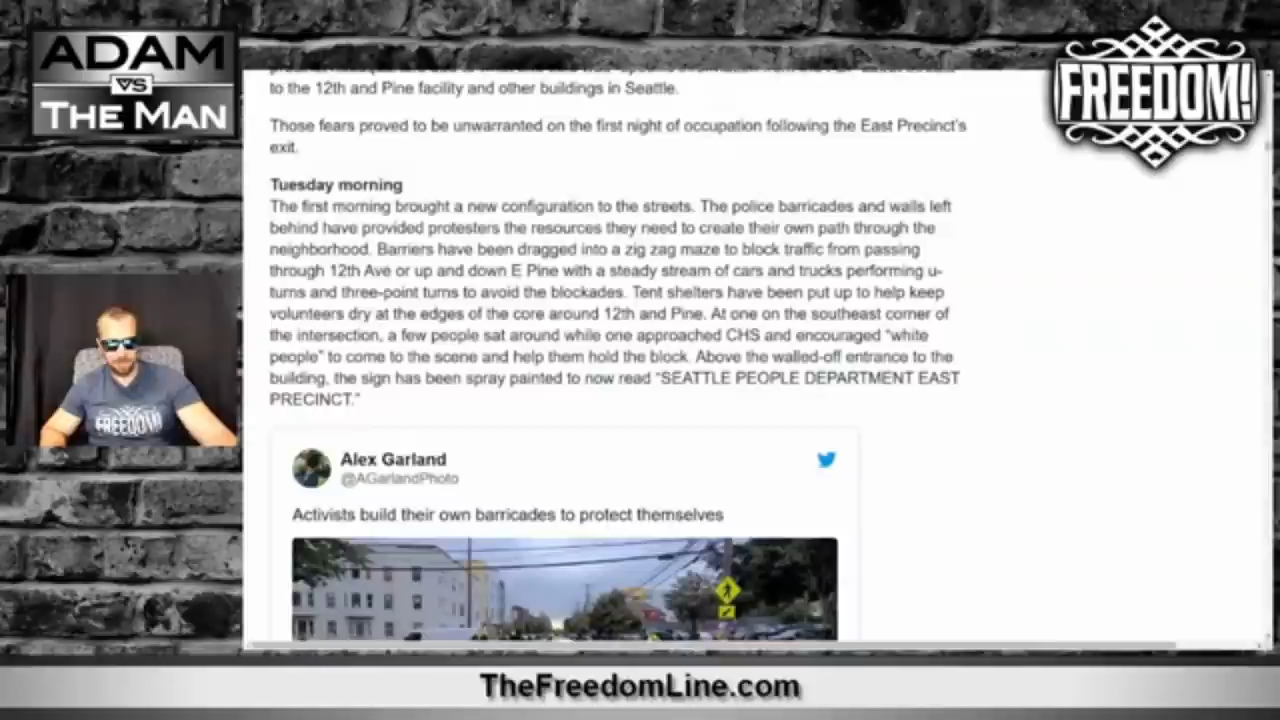 ADAM
VS
THE MAN
FREEDOM!
to the 12th and Pine facility and other buildings in Seattle.
Those fears proved to be unwarranted on the first night of occupation following the East Precinct's
exit.
Tuesday morning
The first morning brought a new configuration to the streets. The police barricades and walls left
behind have provided protesters the resources they need to create their own path through the
neighborhood. Barriers have been dragged into a zig zag maze to block traffic from passing
through 12th Ave or up and down E Pine with a steady stream of cars and trucks performing u-
turns and three-point turns to avoid the blockades. Tent shelters have been put up to help keep
volunteers dry at the edges of the core around 12th and Pine. At one on the southeast corner of
the intersection, a few people sat around while one approached CHS and encouraged “white
people” to come to the scene and help them hold the block. Above the walled-off entrance to the
building, the sign has been spray painted to now read “SEATTLE PEOPLE DEPARTMENT EAST
PRECINCT.”
FREEDOM!
Alex Garland
@AGarlandPhoto
Activists build their own barricades to protect themselves
TheFreedomLine.com